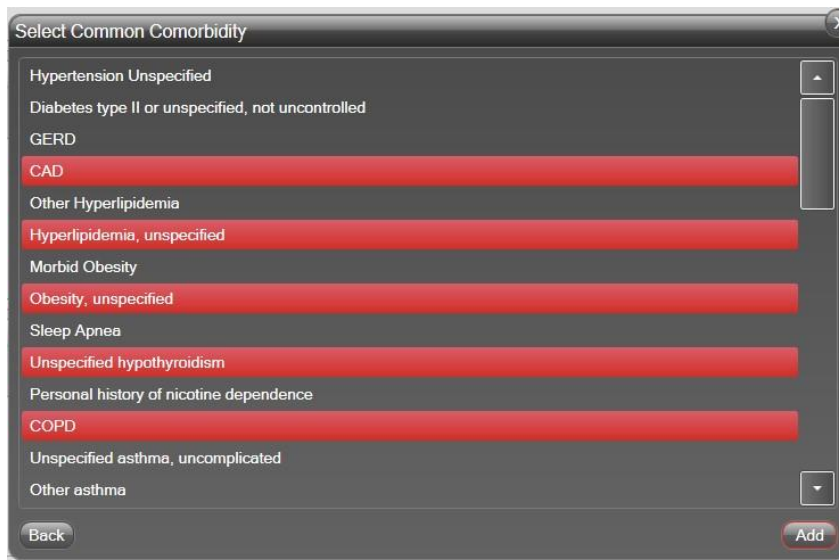 Select Common Comorbidity
Hypertension Unspecified
Diabetes type II or unspecified, not uncontrolled
GERD
CAD
Other Hyperlipidemia
Hyperlipidemia, unspecified
Morbid Obesity
Obesity, unspecified
Sleep Apnea
Unspecified hypothyroidism
Personal history of nicotine dependence
COPD
Unspecified asthma, uncomplicated
Other asthma
Back
Add